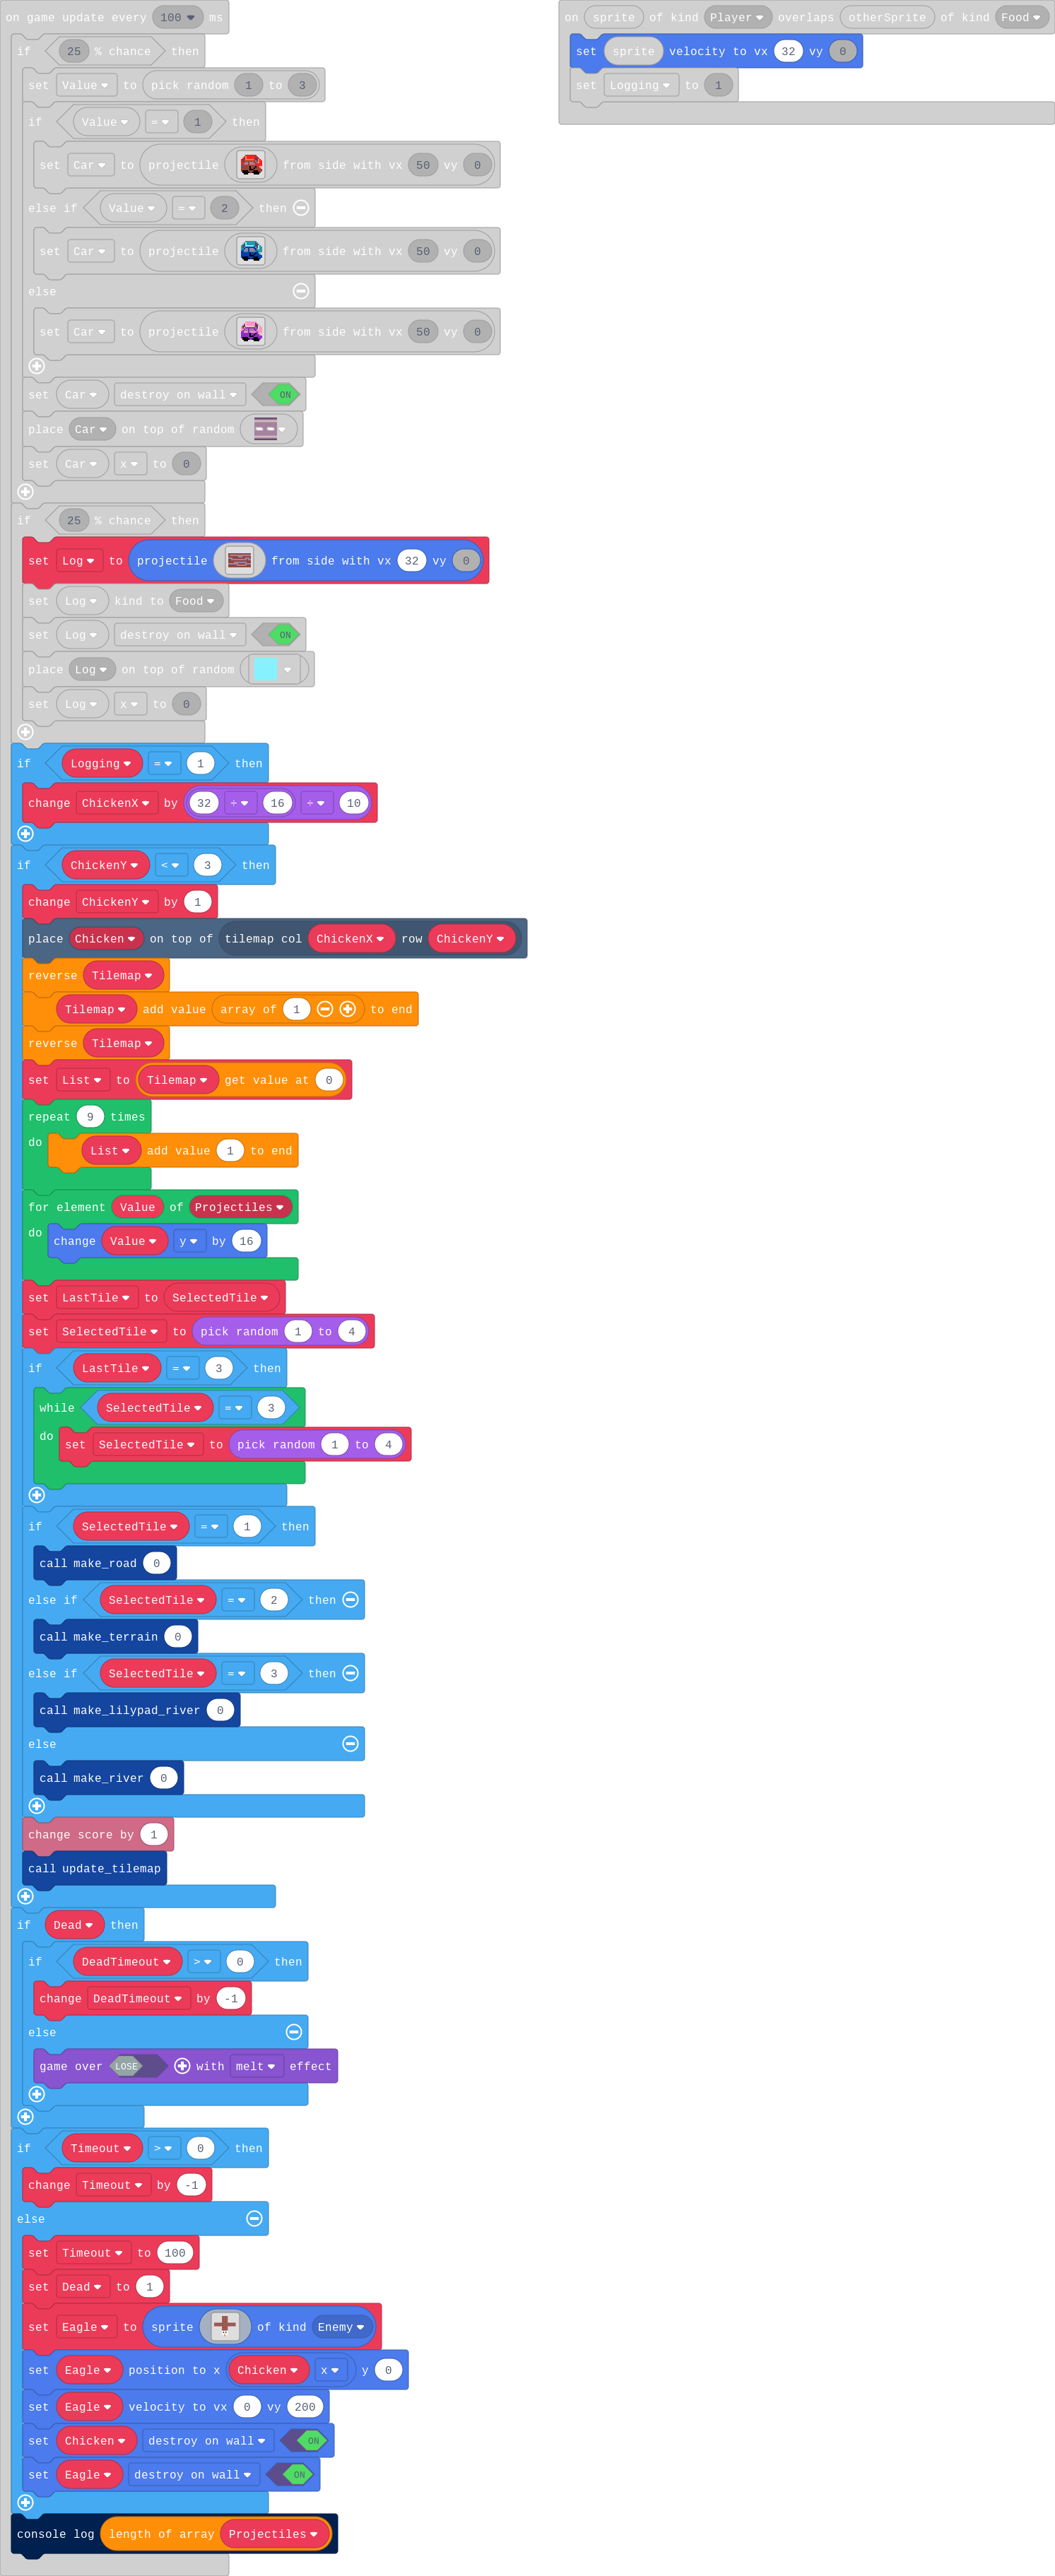 on game update every 100 ms
if 25 % chance then
set Value to pick random 1 to 3
if Value = 1 then
set Car to projectile from side with vx 50 vy 0
else if Value = 2 then
set Car to projectile from side with vx 50 vy 0
else
set Car to projectile from side with vx 50 vy 0
set Car destroy on wall ON
place Car on top of random
set Car x to 0
if 25 % chance then
set Log to projectile from side with vx 32 vy 0
set Log kind to Food
set Log destroy on wall ON
place Log on top of random
set Log x to 0
if Logging = 1 then
change ChickenX by 32 ÷ 16 ÷ 10
if ChickenY < 3 then
change ChickenY by 1
place Chicken on top of tilemap col ChickenX row ChickenY
reverse Tilemap
Tilemap add value array of 1 to end
reverse Tilemap
set List to Tilemap get value at 0
repeat 9 times
do List add value 1 to end
for element Value of Projectiles
do change Value y by 16
set LastTile to SelectedTile
set SelectedTile to pick random 1 to 4
if LastTile = 3 then
while SelectedTile = 3
do set SelectedTile to pick random 1 to 4
if SelectedTile = 1 then
call make_road 0
else if SelectedTile = 2 then
call make_terrain 0
else if SelectedTile = 3 then
call make_lilypad_river 0
else
call make_river 0
change score by 1
call update_tilemap
if Dead then
if DeadTimeout > 0 then
change DeadTimeout by -1
else
game over LOSE with melt effect
if Timeout > 0 then
change Timeout by -1
else
set Timeout to 100
set Dead to 1
set Eagle to sprite of kind Enemy
set Eagle position to x Chicken x y 0
set Eagle velocity to vx 0 vy 200
set Chicken destroy on wall ON
set Eagle destroy on wall ON
console log length of array Projectiles
on sprite of kind Player overlaps otherSprite of kind Food
set sprite velocity to vx 32 vy 0
set Logging to 1